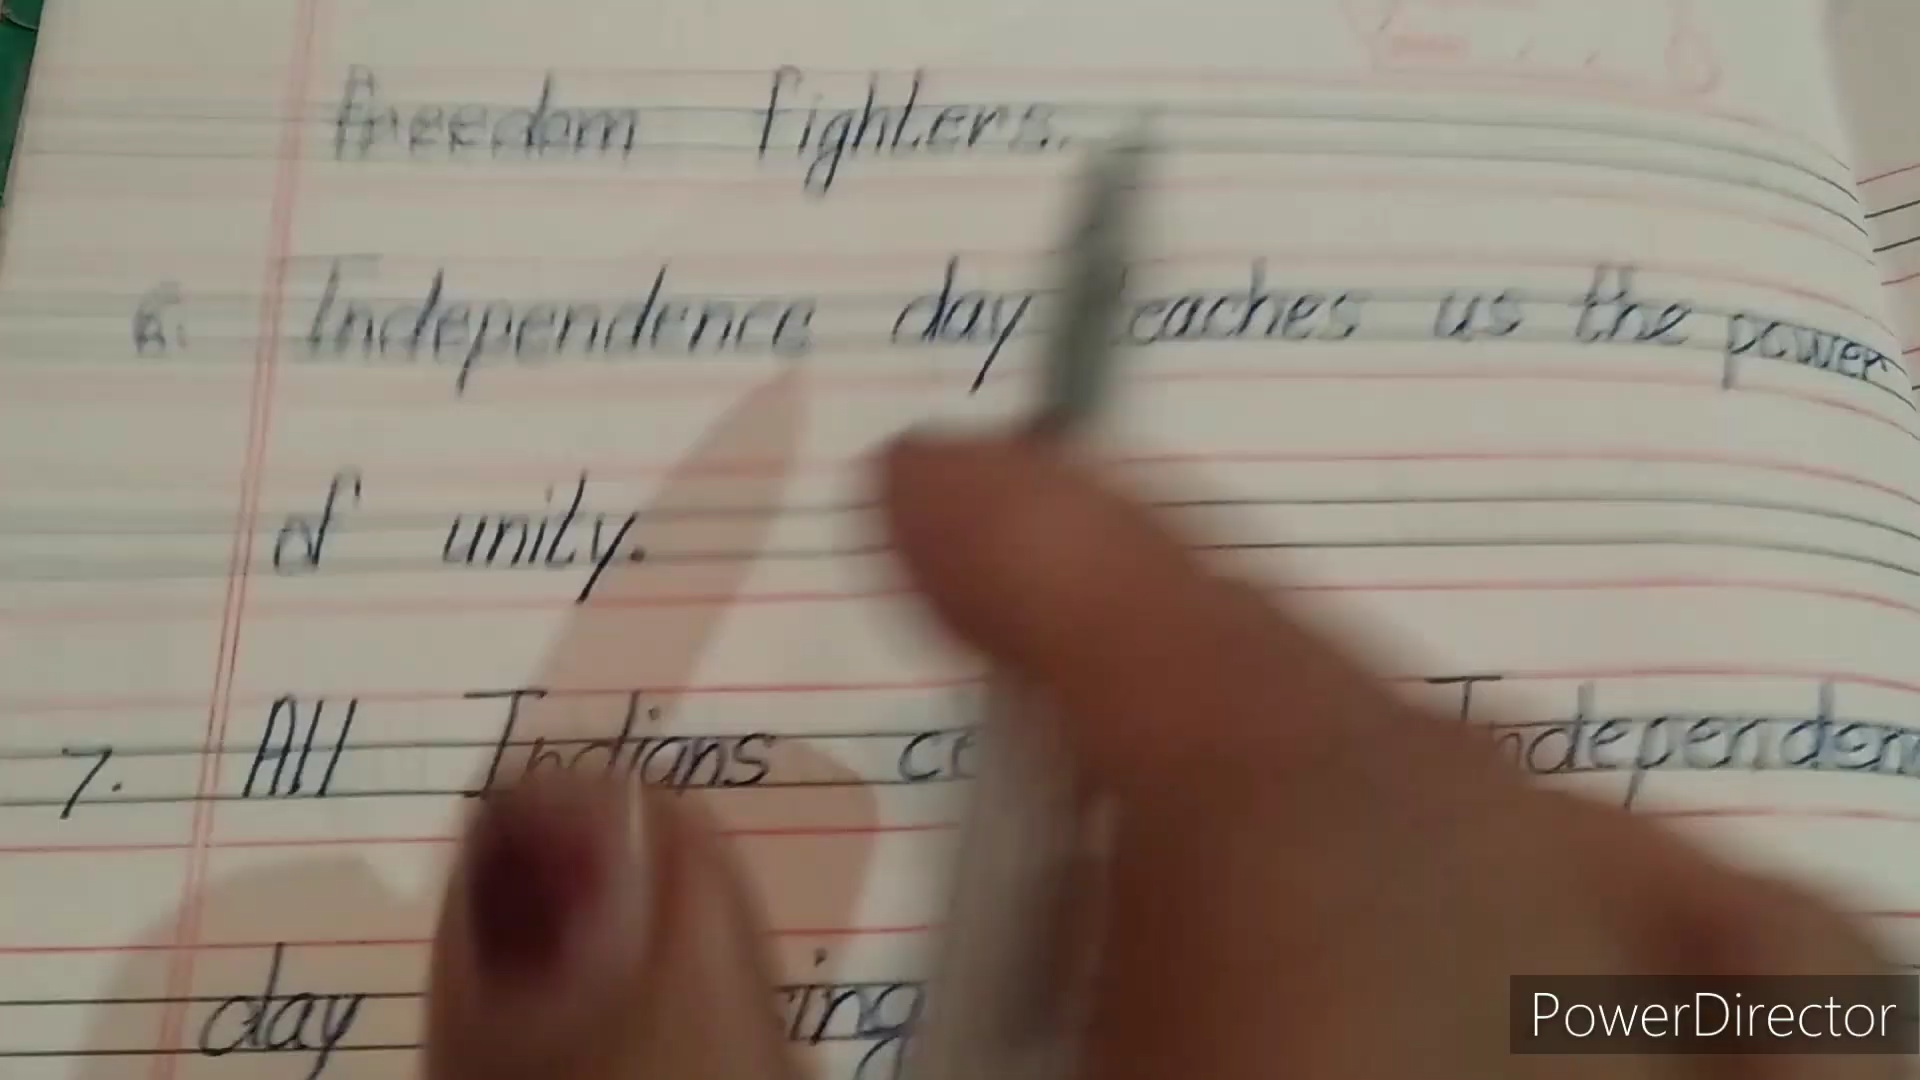 freedom fighters.
6. Independence day teaches us the power
of unity.
7. All Indians Independen
day
PowerDirector